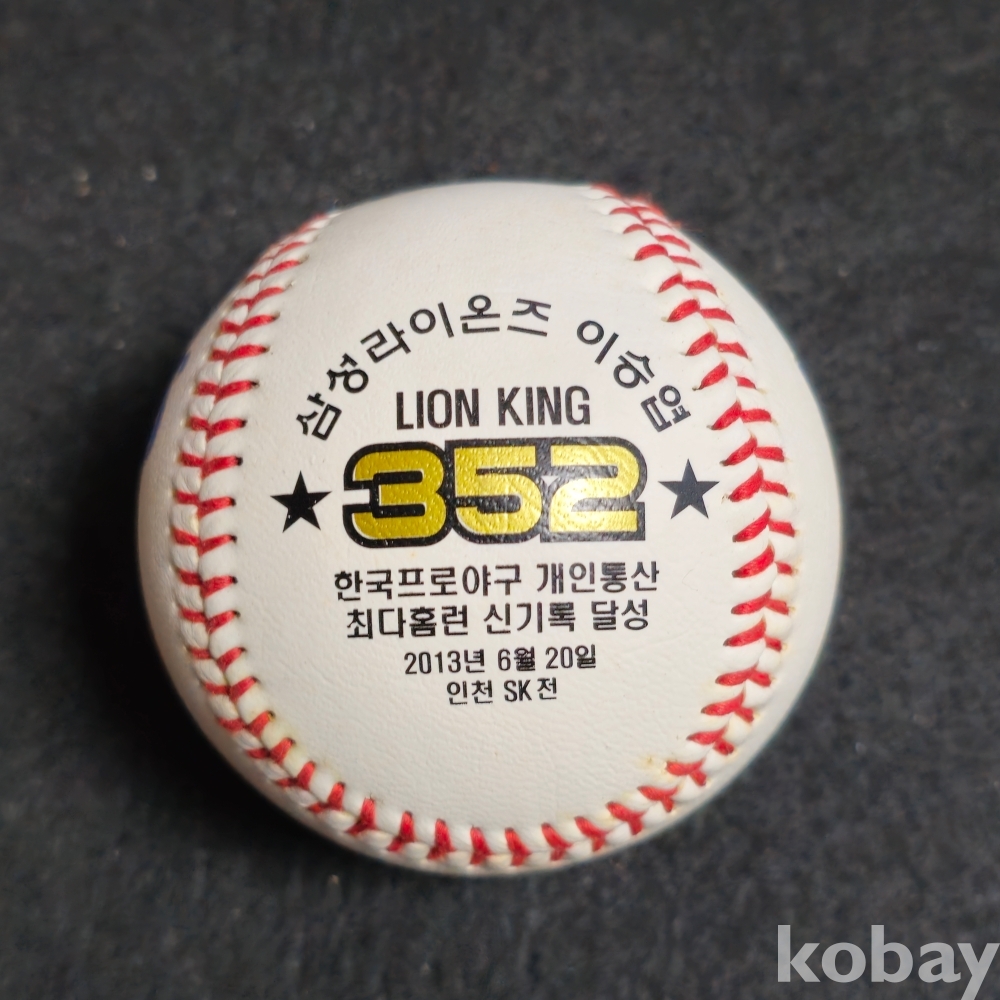 삼성라이온즈 이승엽
LION KING
★ 352 ★
한국프로야구 개인통산
최다홈런 신기록 달성
2013년 6월 20일
인천 SK전
kobay